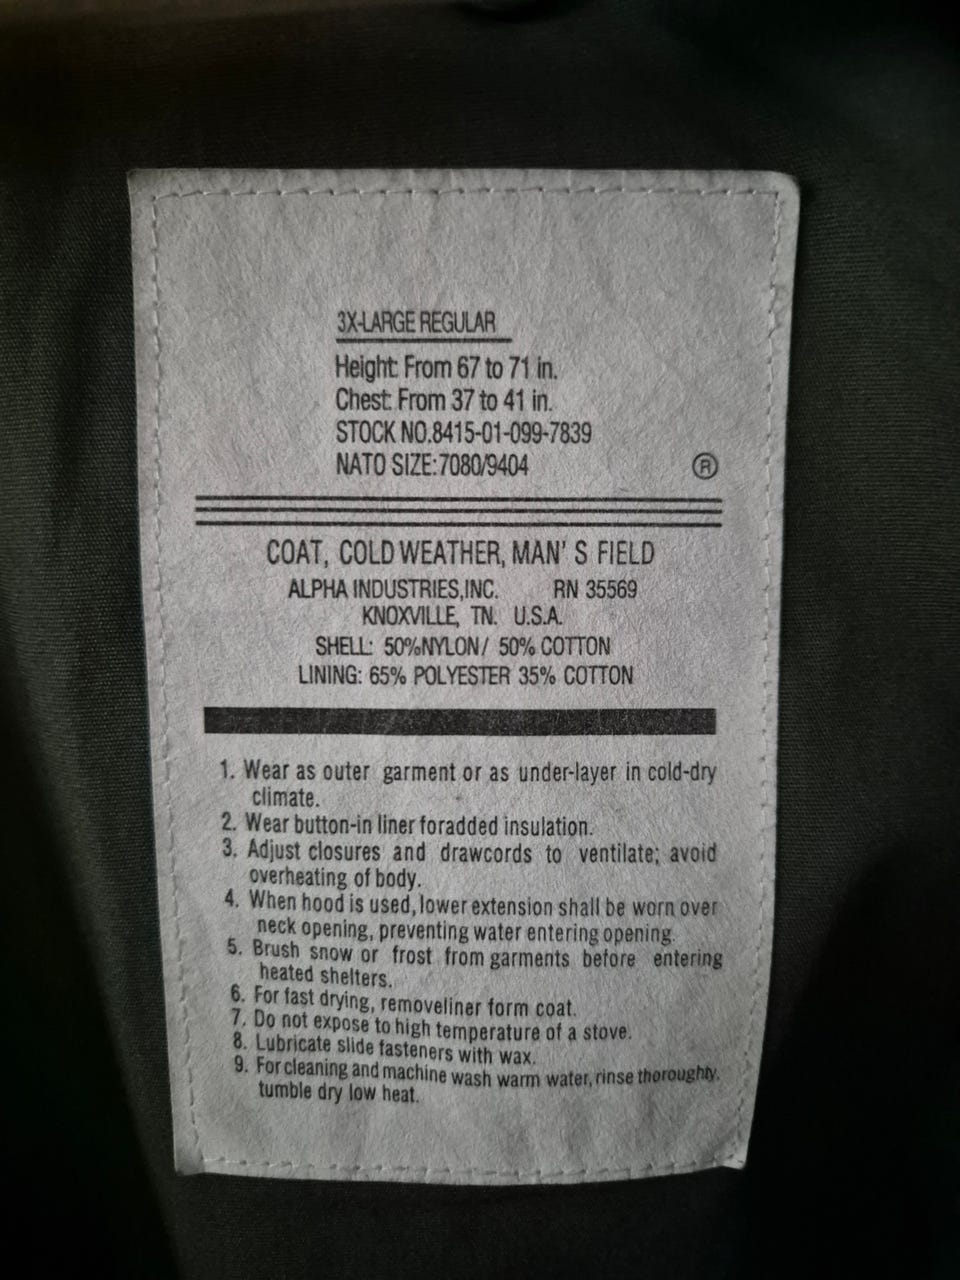 3X-LARGE REGULAR
Height: From 67 to 71 in.
Chest: From 37 to 41 in.
STOCK NO.8415-01-099-7839
NATO SIZE:7080/9404
®
COAT, COLD WEATHER, MAN' S FIELD
ALPHA INDUSTRIES,INC. RN 35569
KNOXVILLE, TN. U.S.A.
SHELL: 50%NYLON/ 50% COTTON
LINING: 65% POLYESTER 35% COTTON
1. Wear as outer garment or as under-layer in cold-dry
climate.
2. Wear button-in liner foradded insulation.
3. Adjust closures and drawcords to ventilate; avoid
overheating of body.
4. When hood is used, lower extension shall be worn over
neck opening, preventing water entering opening.
5. Brush snow or frost from garments before entering
heated shelters.
6. For fast drying, removeliner form coat.
7. Do not expose to high temperature of a stove.
8. Lubricate slide fasteners with wax.
9. For cleaning and machine wash warm water, rinse thoroughty.
tumble dry low heat.